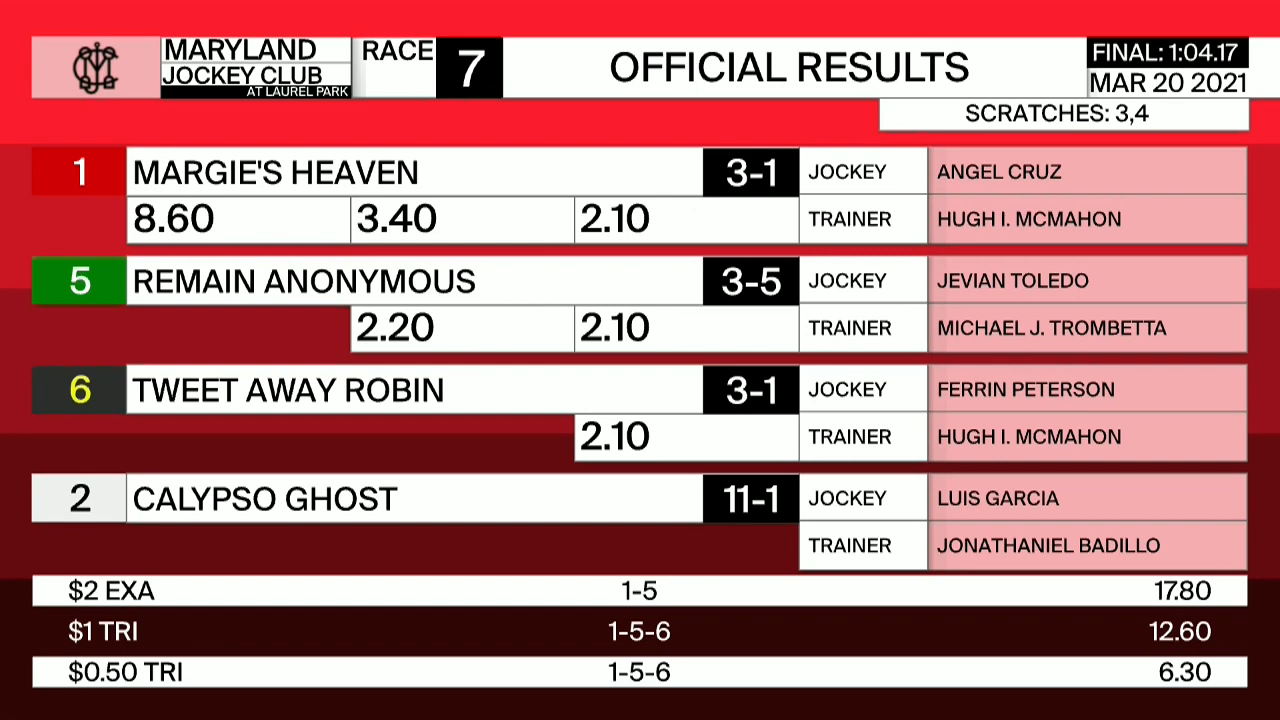 MARYLAND
JOCKEY CLUB
AT LAUREL PARK
RACE 7
OFFICIAL RESULTS
FINAL: 1:04.17
MAR 20 2021
SCRATCHES: 3,4
1 MARGIE'S HEAVEN 3-1 JOCKEY ANGEL CRUZ
8.60 3.40 2.10 TRAINER HUGH I. MCMAHON
5 REMAIN ANONYMOUS 3-5 JOCKEY JEVIAN TOLEDO
2.20 2.10 TRAINER MICHAEL J. TROMBETTA
6 TWEET AWAY ROBIN 3-1 JOCKEY FERRIN PETERSON
2.10 TRAINER HUGH I. MCMAHON
2 CALYPSO GHOST 11-1 JOCKEY LUIS GARCIA
TRAINER JONATHANIEL BADILLO
$2 EXA 1-5 17.80
$1 TRI 1-5-6 12.60
$0.50 TRI 1-5-6 6.30